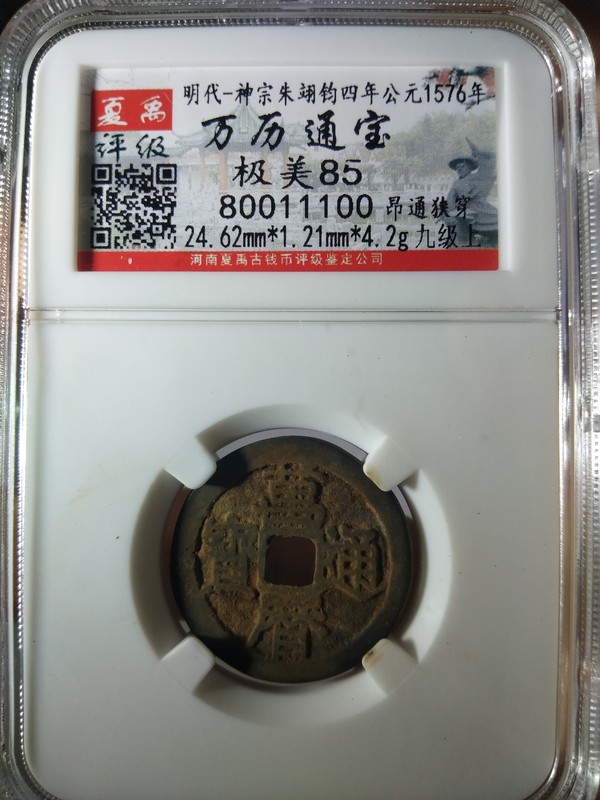 夏禹
评级
明代-神宗朱翊钧四年公元1576年
万历通宝
极美85
80011100 昂通狭穿
24.62mm*1.21mm*4.2g 九级上
河南夏禹古钱币评级鉴定公司
萬曆通寶